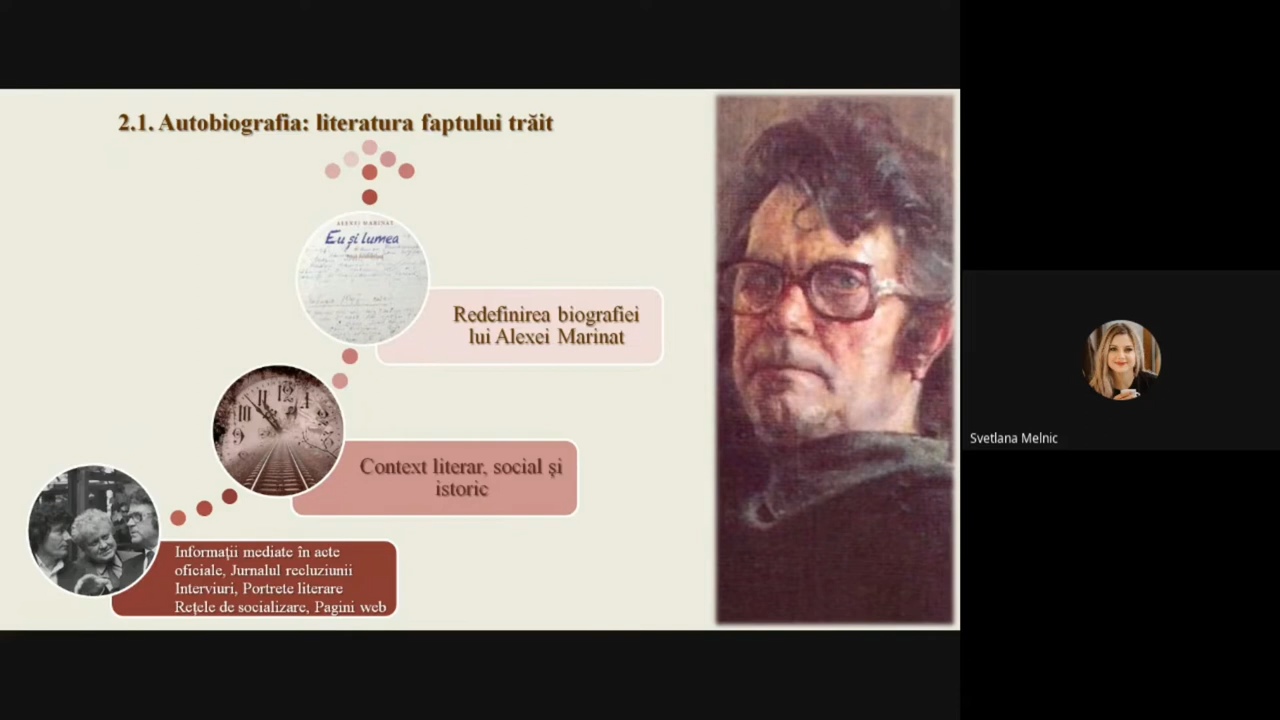 2.1. Autobiografia: literatura faptului trăit
ALEXEI MARINAT
Eu și lumea
Redefinirea biografiei
lui Alexei Marinat
Context literar, social și
istoric
Informații mediate în acte
oficiale, Jurnalul recluziunii
Interviuri, Portrete literare
Rețele de socializare, Pagini web
Svetlana Melnic